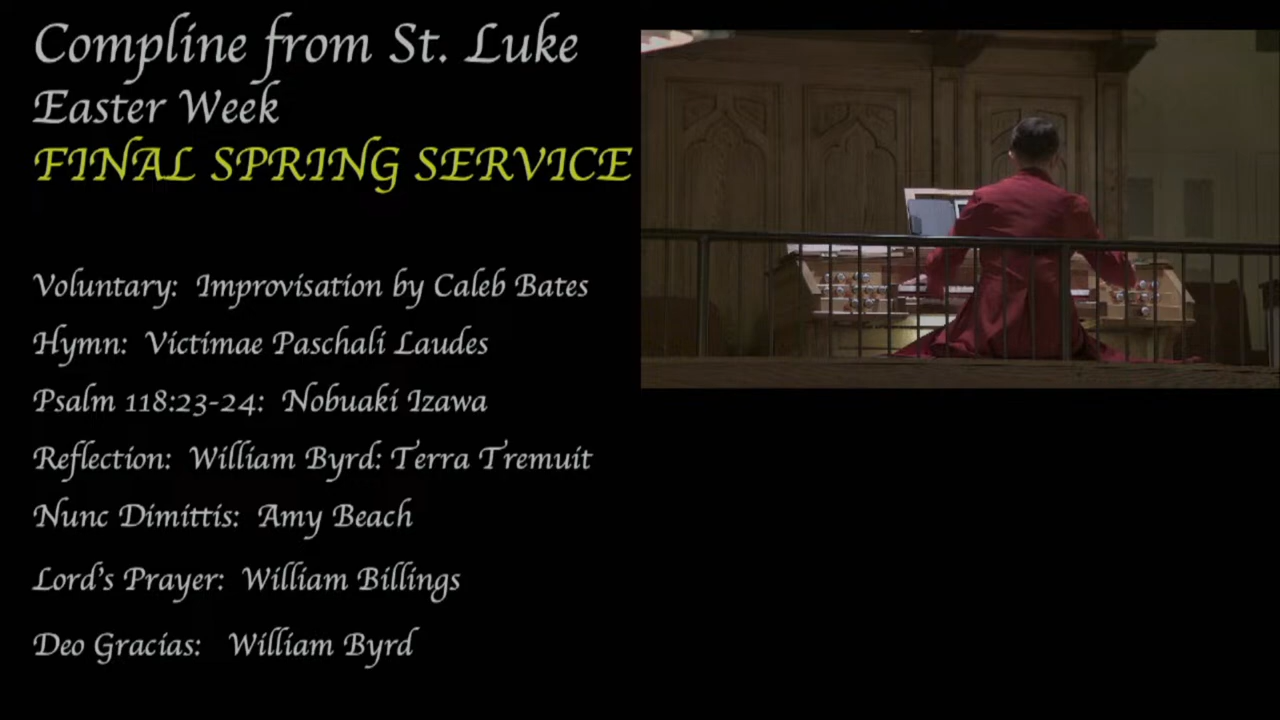 Compline from St. Luke
Easter Week
FINAL SPRING SERVICE
Voluntary: Improvisation by Caleb Bates
Hymn: Victimae Paschali Laudes
Psalm 118:23-24: Nobuaki Izawa
Reflection: William Byrd: Terra Tremuit
Nunc Dimittis: Amy Beach
Lord's Prayer: William Billings
Deo Gracias: William Byrd